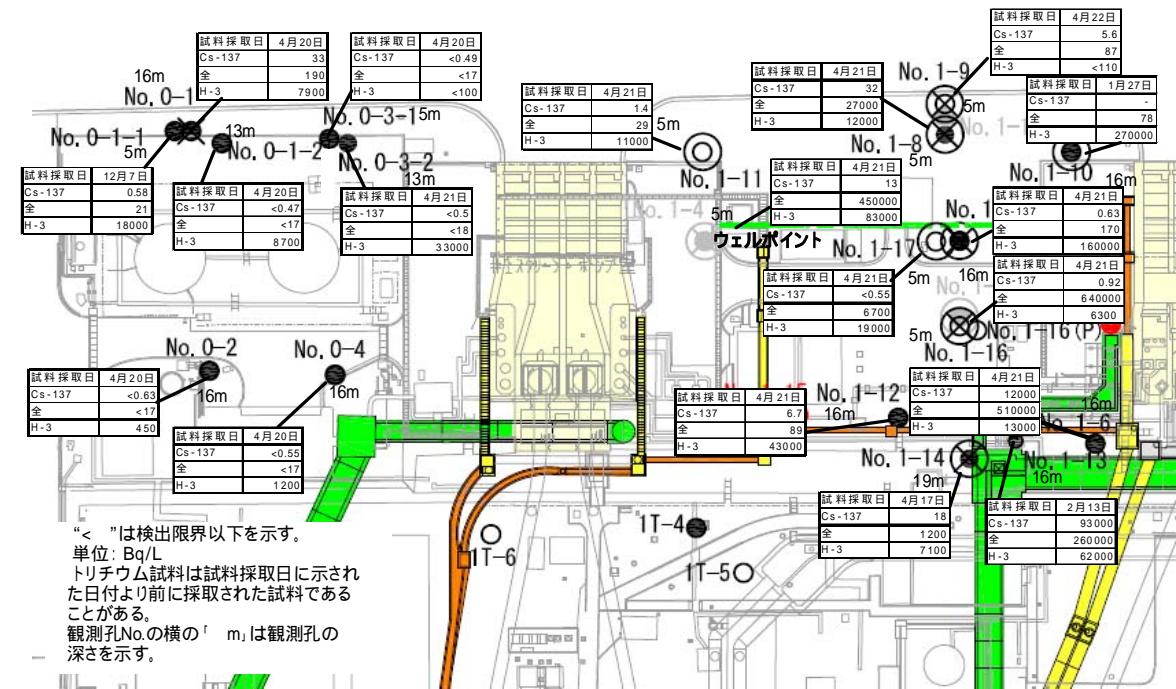 試料採取日 4月20日
Cs-137 33
全 190
H-3 7900
試料採取日 4月20日
Cs-137 <0.49
全 <17
H-3 <100
16m
No. 0-1
No. 0-1-1
5m
13m
No. 0-1-2
No. 0-3-1
5m
No. 0-3-2
13m
試料採取日 12月7日
Cs-137 0.58
全 21
H-3 18000
試料採取日 4月20日
Cs-137 <0.47
全 <17
H-3 8700
試料採取日 4月21日
Cs-137 <0.5
全 <18
H-3 33000
試料採取日 4月21日
Cs-137 1.4
全 29
H-3 11000
5m
No. 1-11
試料採取日 4月21日
Cs-137 32
全 27000
H-3 12000
No. 1-9
5m
No. 1-8
5m
試料採取日 4月22日
Cs-137 5.6
全 87
H-3 <110
試料採取日 1月27日
Cs-137 -
全 78
H-3 270000
No. 1-10
16m
試料採取日 4月21日
Cs-137 13
全 450000
H-3 83000
No. 1-4
5m
ウェルポイント
No. 1
試料採取日 4月21日
Cs-137 0.63
全 170
H-3 160000
No. 1-17
5m
16m
試料採取日 4月21日
Cs-137 0.92
全 640000
H-3 6300
試料採取日 4月21日
Cs-137 <0.55
全 6700
H-3 19000
5m
No. 1-16(P)
No. 1-16
No. 0-2
16m
No. 0-4
16m
試料採取日 4月20日
Cs-137 <0.63
全 <17
H-3 450
試料採取日 4月20日
Cs-137 <0.55
全 <17
H-3 1200
試料採取日 4月21日
Cs-137 6.7
全 89
H-3 43000
No. 1-12
16m
試料採取日 4月21日
Cs-137 12000
全 510000
H-3 13000
16m
1-6
No. 1-14
19m
No. 1-13
16m
試料採取日 4月17日
Cs-137 18
全 1200
H-3 7100
試料採取日 2月13日
Cs-137 93000
全 260000
H-3 62000
1T-6
1T-4
1T-5
“< ”は検出限界以下を示す。
単位: Bq/L
トリチウム試料は試料採取日に示され
た日付より前に採取された試料である
ことがある。
観測孔No.の横の「 m」は観測孔の
深さを示す。